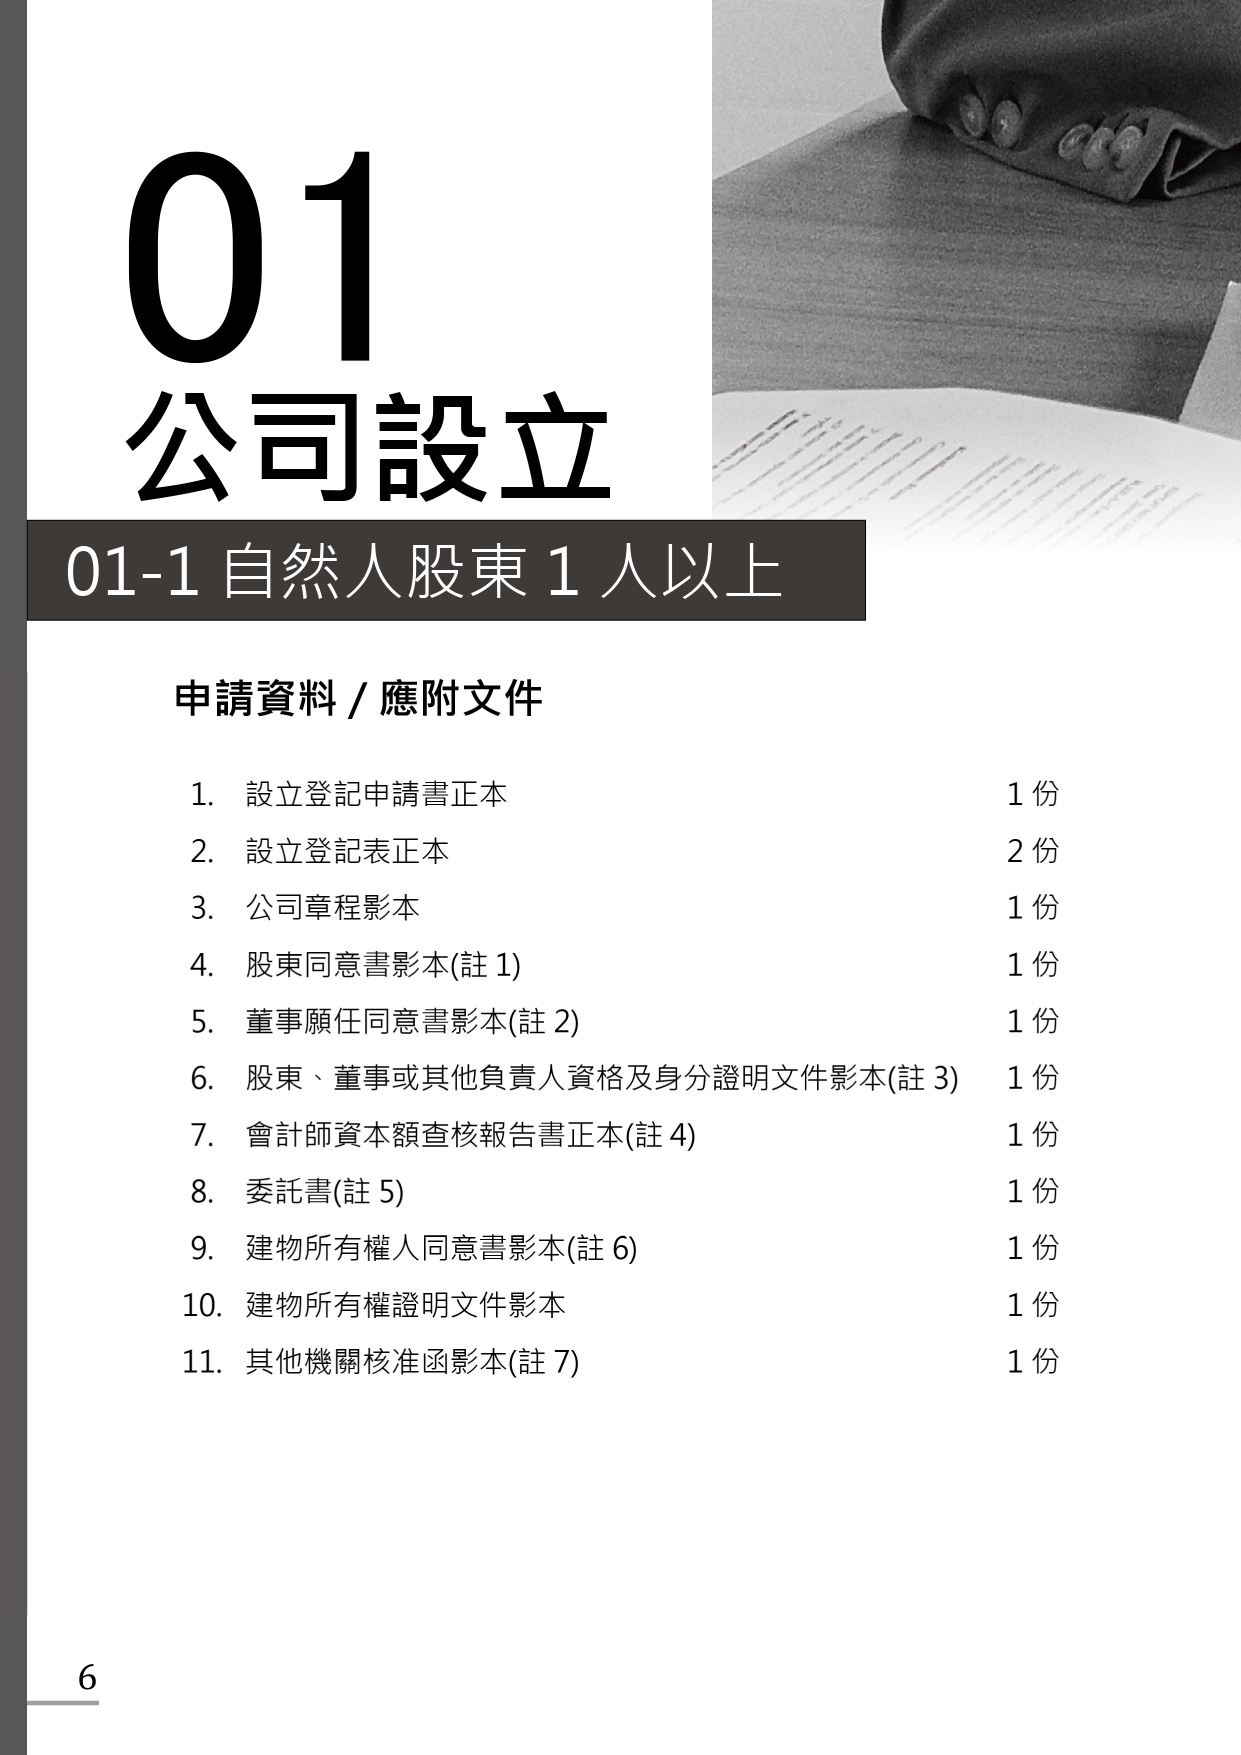 01
公司設立
01-1 自然人股東 1 人以上
申請資料 / 應附文件
1. 設立登記申請書正本 1 份
2. 設立登記表正本 2 份
3. 公司章程影本 1 份
4. 股東同意書影本(註 1) 1 份
5. 董事願任同意書影本(註 2) 1 份
6. 股東、董事或其他負責人資格及身分證明文件影本(註 3) 1 份
7. 會計師資本額查核報告書正本(註 4) 1 份
8. 委託書(註 5) 1 份
9. 建物所有權人同意書影本(註 6) 1 份
10. 建物所有權證明文件影本 1 份
11. 其他機關核准函影本(註 7) 1 份
6